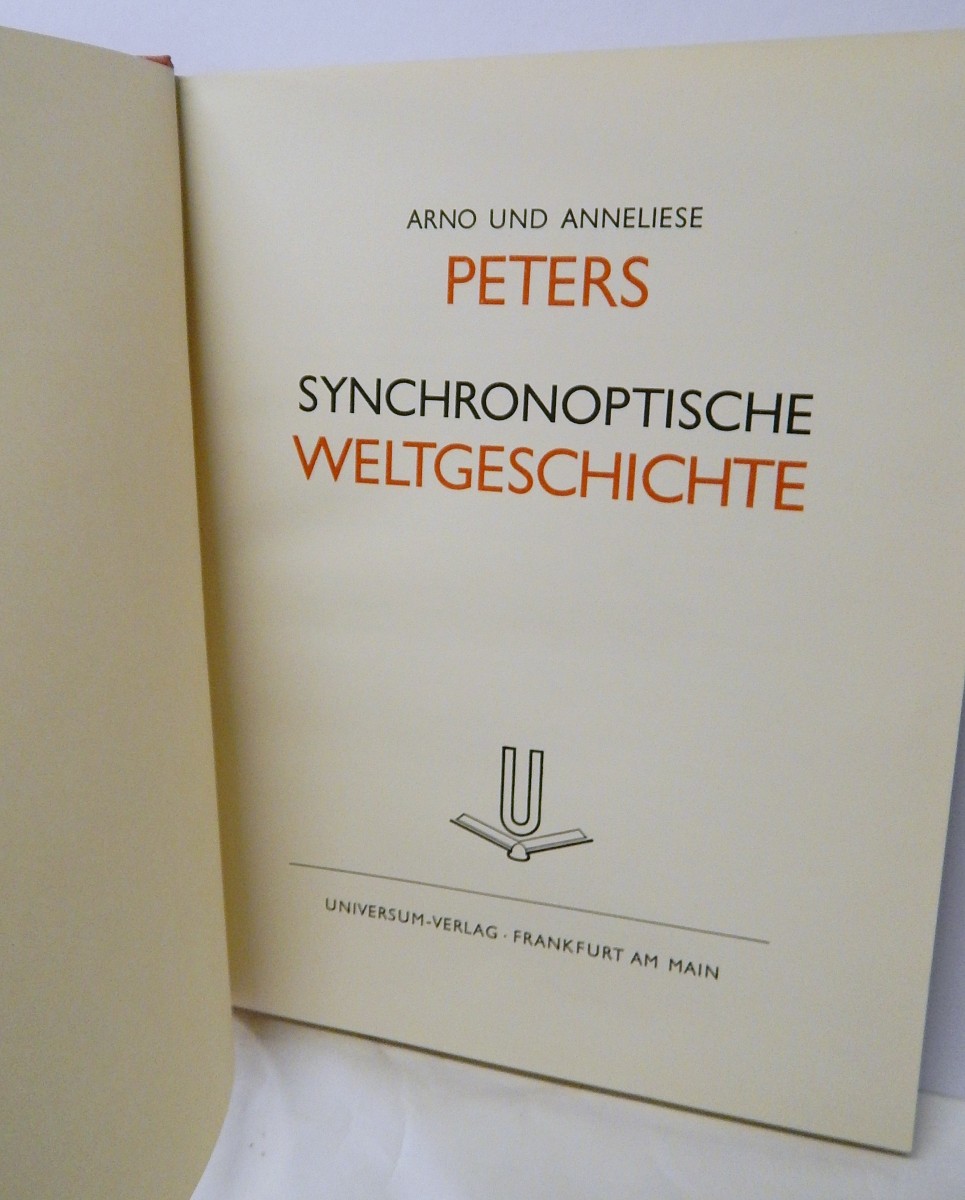 ARNO UND ANNELIESE
PETERS
SYNCHRONOPTISCHE
WELTGESCHICHTE
U
UNIVERSUM-VERLAG · FRANKFURT AM MAIN